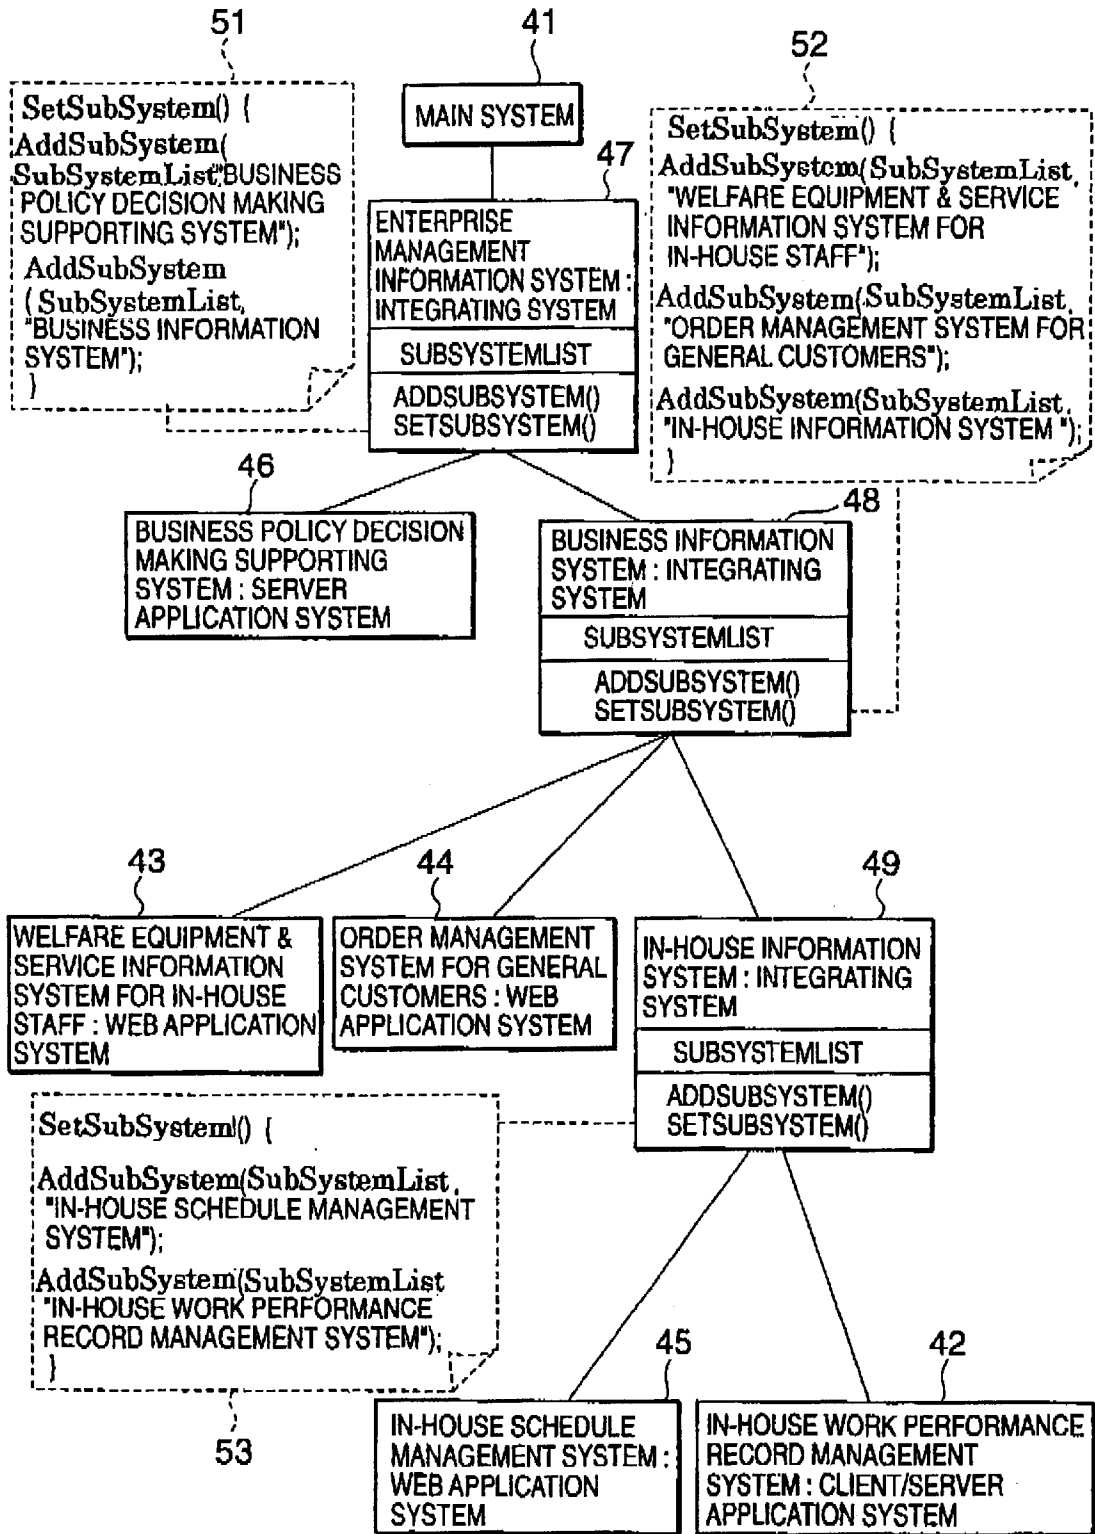 51
41
52
SetSubSystem() {
AddSubSystem(
SubSystemList"BUSINESS
POLICY DECISION MAKING
SUPPORTING SYSTEM");
AddSubSystem
(SubSystemList,
"BUSINESS INFORMATION
SYSTEM");
}
MAIN SYSTEM
47
ENTERPRISE
MANAGEMENT
INFORMATION SYSTEM :
INTEGRATING SYSTEM
SUBSYSTEMLIST
ADDSUBSYSTEM()
SETSUBSYSTEM()
SetSubSystem() {
AddSubSystem(SubSystemList,
"WELFARE EQUIPMENT & SERVICE
INFORMATION SYSTEM FOR
IN-HOUSE STAFF");
AddSubSystem(SubSystemList,
"ORDER MANAGEMENT SYSTEM FOR
GENERAL CUSTOMERS");
AddSubSystem(SubSystemList,
"IN-HOUSE INFORMATION SYSTEM ");
}
46
BUSINESS POLICY DECISION
MAKING SUPPORTING
SYSTEM : SERVER
APPLICATION SYSTEM
48
BUSINESS INFORMATION
SYSTEM : INTEGRATING
SYSTEM
SUBSYSTEMLIST
ADDSUBSYSTEM()
SETSUBSYSTEM()
43
WELFARE EQUIPMENT &
SERVICE INFORMATION
SYSTEM FOR IN-HOUSE
STAFF : WEB APPLICATION
SYSTEM
44
ORDER MANAGEMENT
SYSTEM FOR GENERAL
CUSTOMERS : WEB
APPLICATION SYSTEM
49
IN-HOUSE INFORMATION
SYSTEM : INTEGRATING
SYSTEM
SUBSYSTEMLIST
ADDSUBSYSTEM()
SETSUBSYSTEM()
SetSubSystem() {
AddSubSystem(SubSystemList,
"IN-HOUSE SCHEDULE MANAGEMENT
SYSTEM");
AddSubSystem(SubSystemList
"IN-HOUSE WORK PERFORMANCE
RECORD MANAGEMENT SYSTEM");
}
53
45
IN-HOUSE SCHEDULE
MANAGEMENT SYSTEM :
WEB APPLICATION
SYSTEM
42
IN-HOUSE WORK PERFORMANCE
RECORD MANAGEMENT
SYSTEM : CLIENT/SERVER
APPLICATION SYSTEM